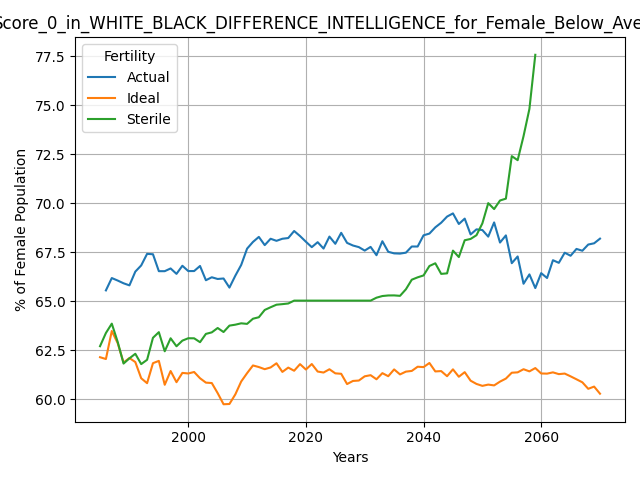 Score_0_in_WHITE_BLACK_DIFFERENCE_INTELLIGENCE_for_Female_Below_Ave
Fertility
Actual
Ideal
Sterile
77.5
75.0
72.5
70.0
67.5
65.0
62.5
60.0
% of Female Population
2000 2020 2040 2060
Years